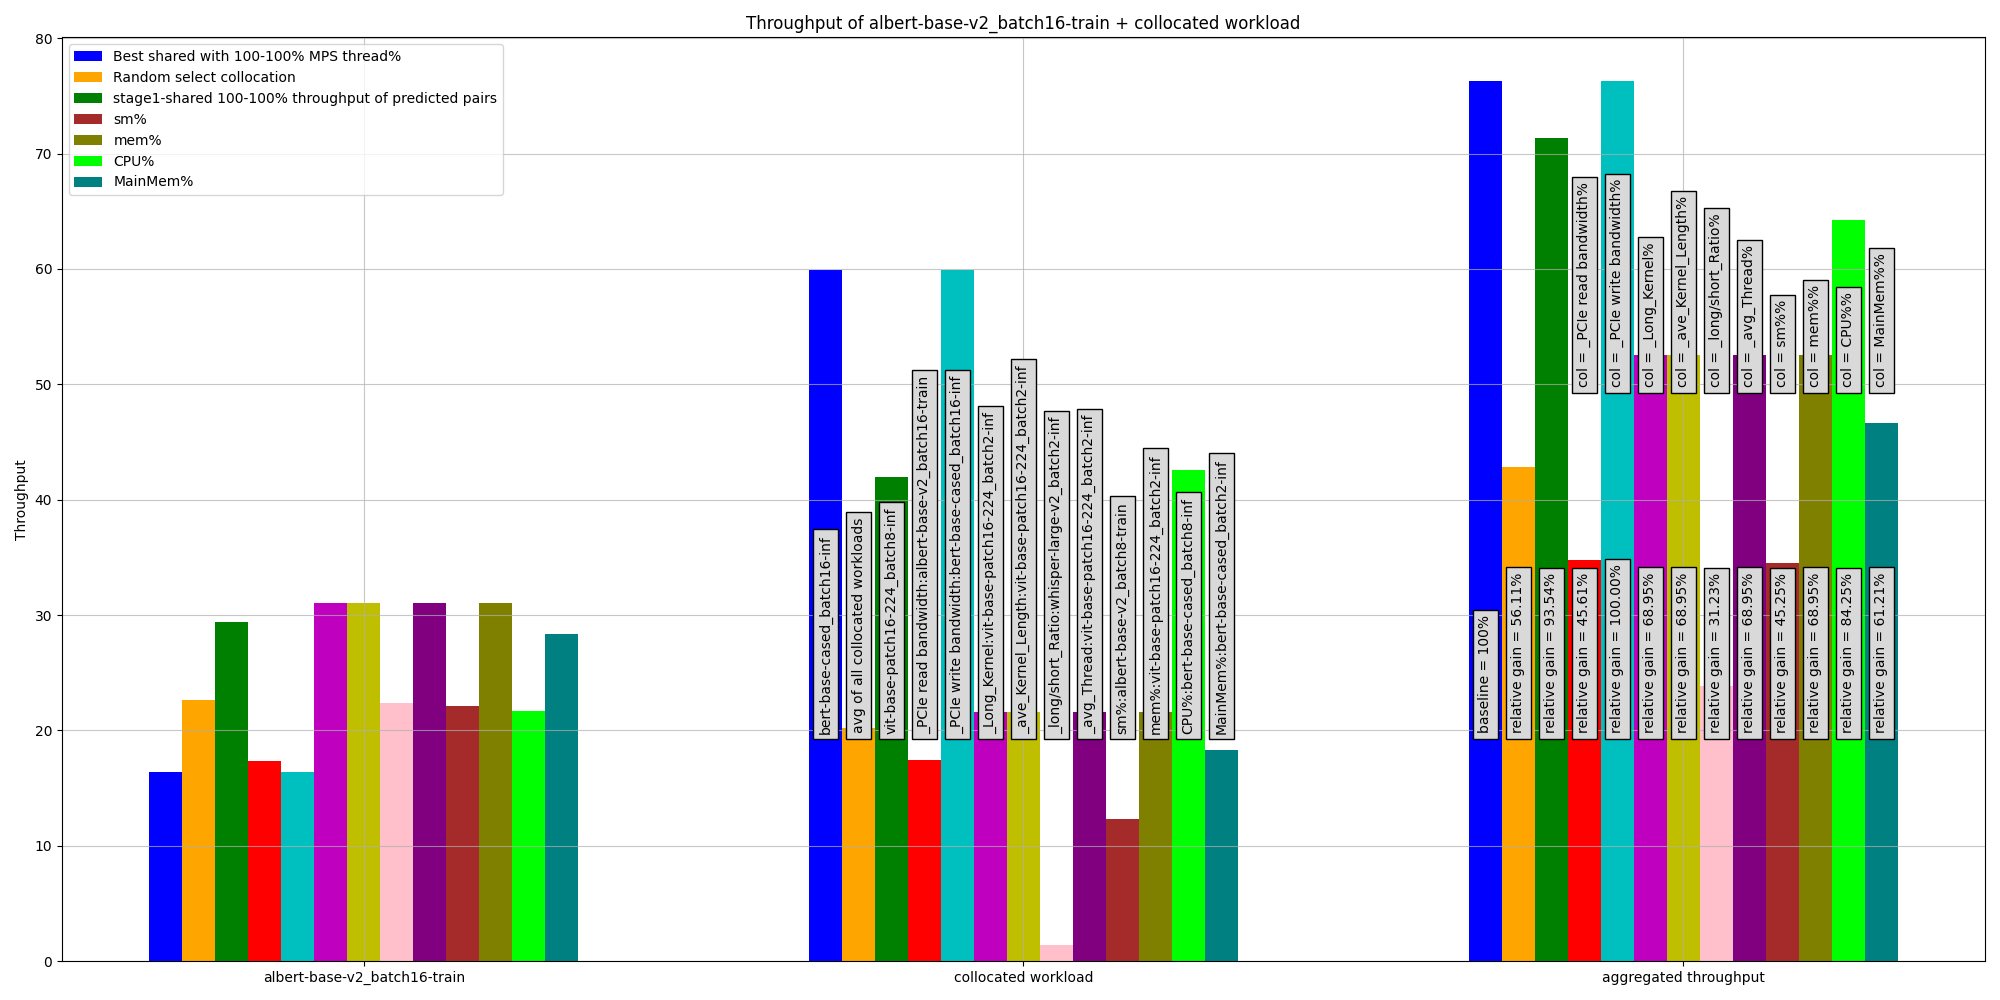 Throughput of albert-base-v2_batch16-train + collocated workload
Best shared with 100-100% MPS thread%
Random select collocation
stage1-shared 100-100% throughput of predicted pairs
sm%
mem%
CPU%
MainMem%
Throughput
80
70
60
50
40
30
20
10
0
bert-base-cased_batch16-inf
avg of all collocated workloads
vit-base-patch16-224_batch8-inf
_PCIe read bandwidth:albert-base-v2_batch16-train
_PCIe write bandwidth:bert-base-cased_batch16-inf
_Long_Kernel:vit-base-patch16-224_batch2-inf
_ave_Kernel_Length:vit-base-patch16-224_batch2-inf
_long/short_Ratio:whisper-large-v2_batch2-inf
_avg_Thread:vit-base-patch16-224_batch2-inf
sm%:albert-base-v2_batch8-train
mem%:vit-base-patch16-224_batch2-inf
CPU%:bert-base-cased_batch8-inf
MainMem%:bert-base-cased_batch2-inf
col = _PCIe read bandwidth%
col = _PCIe write bandwidth%
col = _Long_Kernel%
col = _ave_Kernel_Length%
col = _long/short_Ratio%
col = _avg_Thread%
col = sm%%
col = mem%%
col = CPU%%
col = MainMem%%
baseline = 100%
relative gain = 56.11%
relative gain = 93.54%
relative gain = 45.61%
relative gain = 100.00%
relative gain = 68.95%
relative gain = 68.95%
relative gain = 31.23%
relative gain = 68.95%
relative gain = 45.25%
relative gain = 68.95%
relative gain = 84.25%
relative gain = 61.21%
albert-base-v2_batch16-train
collocated workload
aggregated throughput